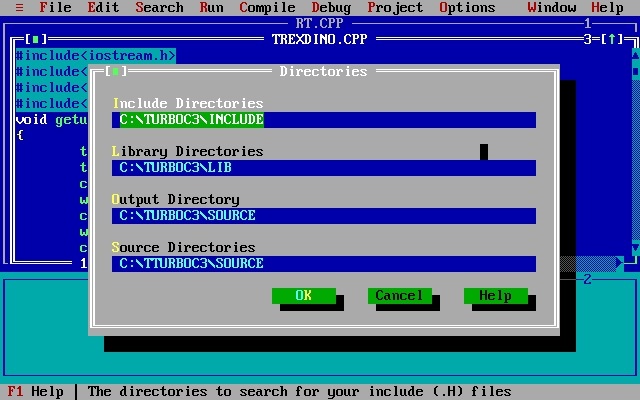 ≡ File Edit Search Run Compile Debug Project Options Window Help
RT.CPP 1
[■] TREXDINO.CPP 3=[↑]
#include<iostream.h>
#include<
#include<
#include<
void getu
{
t
t
c
w
w
c
1
[■] Directories
Include Directories
C:\TURBOC3\INCLUDE
Library Directories
C:\TURBOC3\LIB
Output Directory
C:\TURBOC3\SOURCE
Source Directories
C:\TTURBOC3\SOURCE
OK Cancel Help
2
F1 Help | The directories to search for your include (.H) files